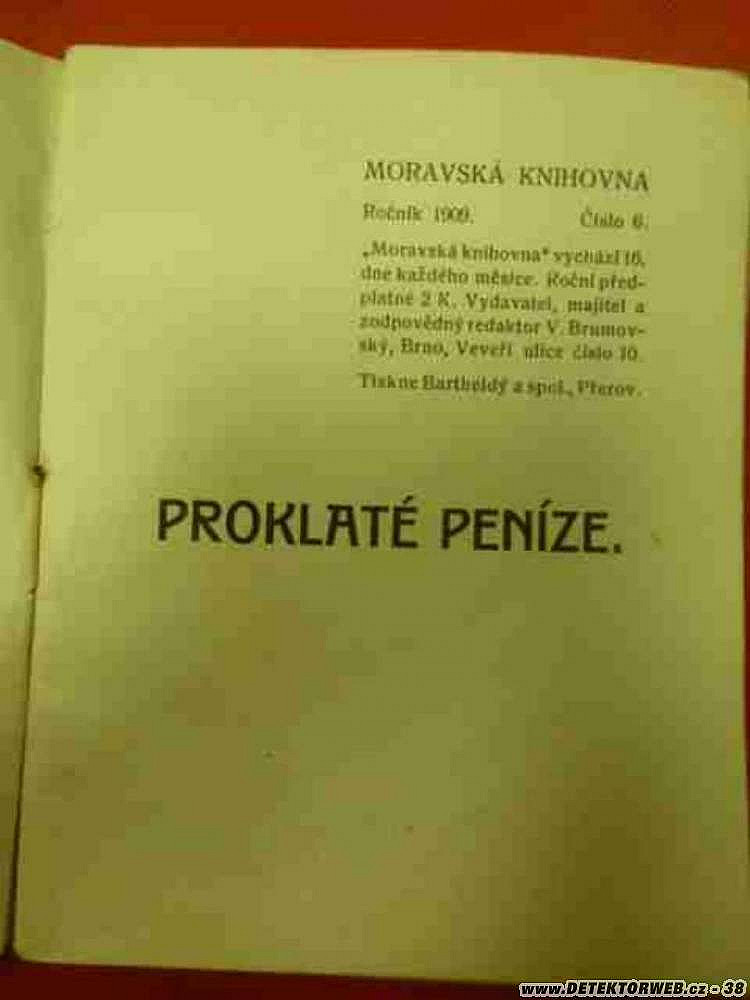 MORAVSKÁ KNIHOVNA
Ročník 1909. Číslo 6.
„Moravská knihovna“ vychází 16.
dne každého měsíce. Roční před-
platné 2 K. Vydavatel, majitel a
zodpovědný redaktor V. Brumov-
ský, Brno, Veveří ulice číslo 10.
Tiskne Bartheldý a spol., Přerov.
PROKLATÉ PENÍZE.
www.DETEKTORWEB.cz - 38